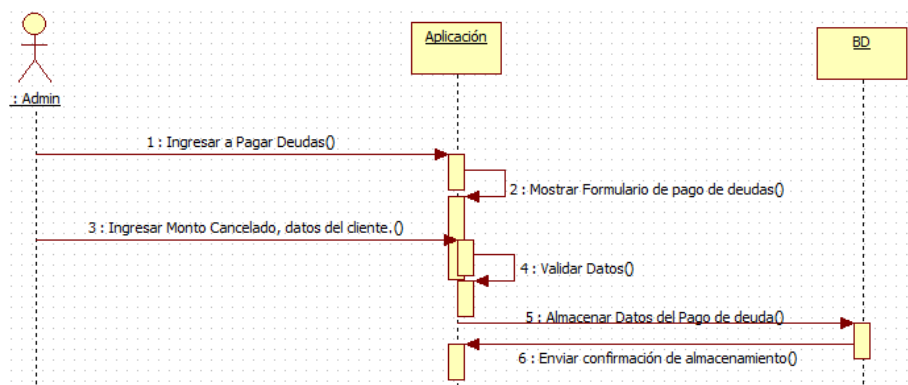 Aplicación
BD
: Admin
1 : Ingresar a Pagar Deudas()
2 : Mostrar Formulario de pago de deudas()
3 : Ingresar Monto Cancelado, datos del cliente.()
4 : Validar Datos()
5 : Almacenar Datos del Pago de deuda()
6 : Enviar confirmación de almacenamiento()